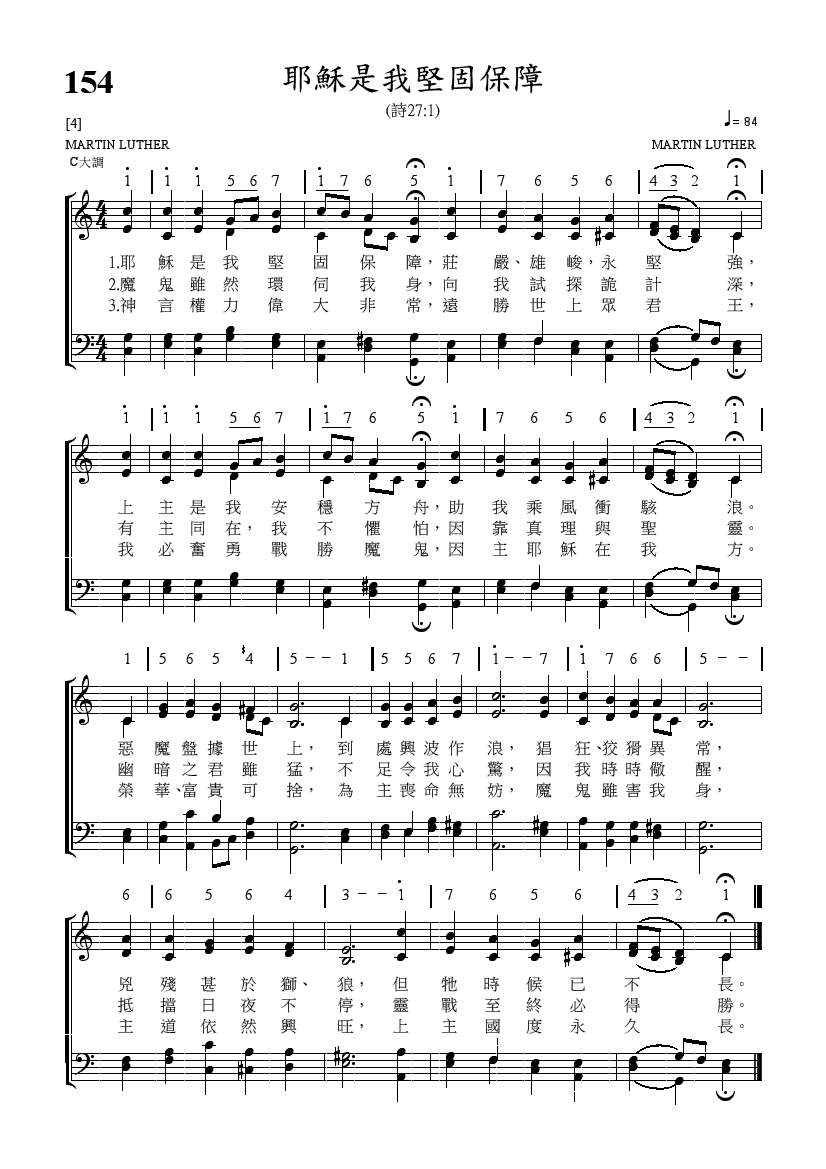 154
耶穌是我堅固保障
(詩27:1)
[4]
♩= 84
MARTIN LUTHER
MARTIN LUTHER
C大調
1 | 1 1 5 6 7 | 1 7 6 5 1 | 7 6 5 6 | 4 3 2 1 |
1.耶穌是我堅固保障，莊嚴、雄峻，永堅強，
2.魔鬼雖然環伺我身，向我試探詭計深，
3.神言權力偉大非常，遠勝世上眾君王，
1 | 1 1 5 6 7 | 1 7 6 5 1 | 7 6 5 6 | 4 3 2 1 |
上主是我安穩方舟，助我乘風衝駭浪。
有主同在，我不懼怕，因靠真理與聖靈。
我必奮勇戰勝魔鬼，因主耶穌在我方。
1 | 5 6 5 4 | 5 - - 1 | 5 5 6 7 | 1 - - 7 | 1 7 6 6 | 5 - - |
惡魔盤據世上，到處興波作浪，猖狂、狡猾異常，
幽暗之君雖猛，不足令我心驚，因我時時儆醒，
榮華、富貴可捨，為主喪命無妨，魔鬼雖害我身，
6 | 6 5 6 4 | 3 - - 1 | 7 6 5 6 | 4 3 2 1
兇殘甚於獅、狼，但牠時候已不長。
抵擋日夜不停，靈戰至終必得勝。
主道依然興旺，上主國度永久長。